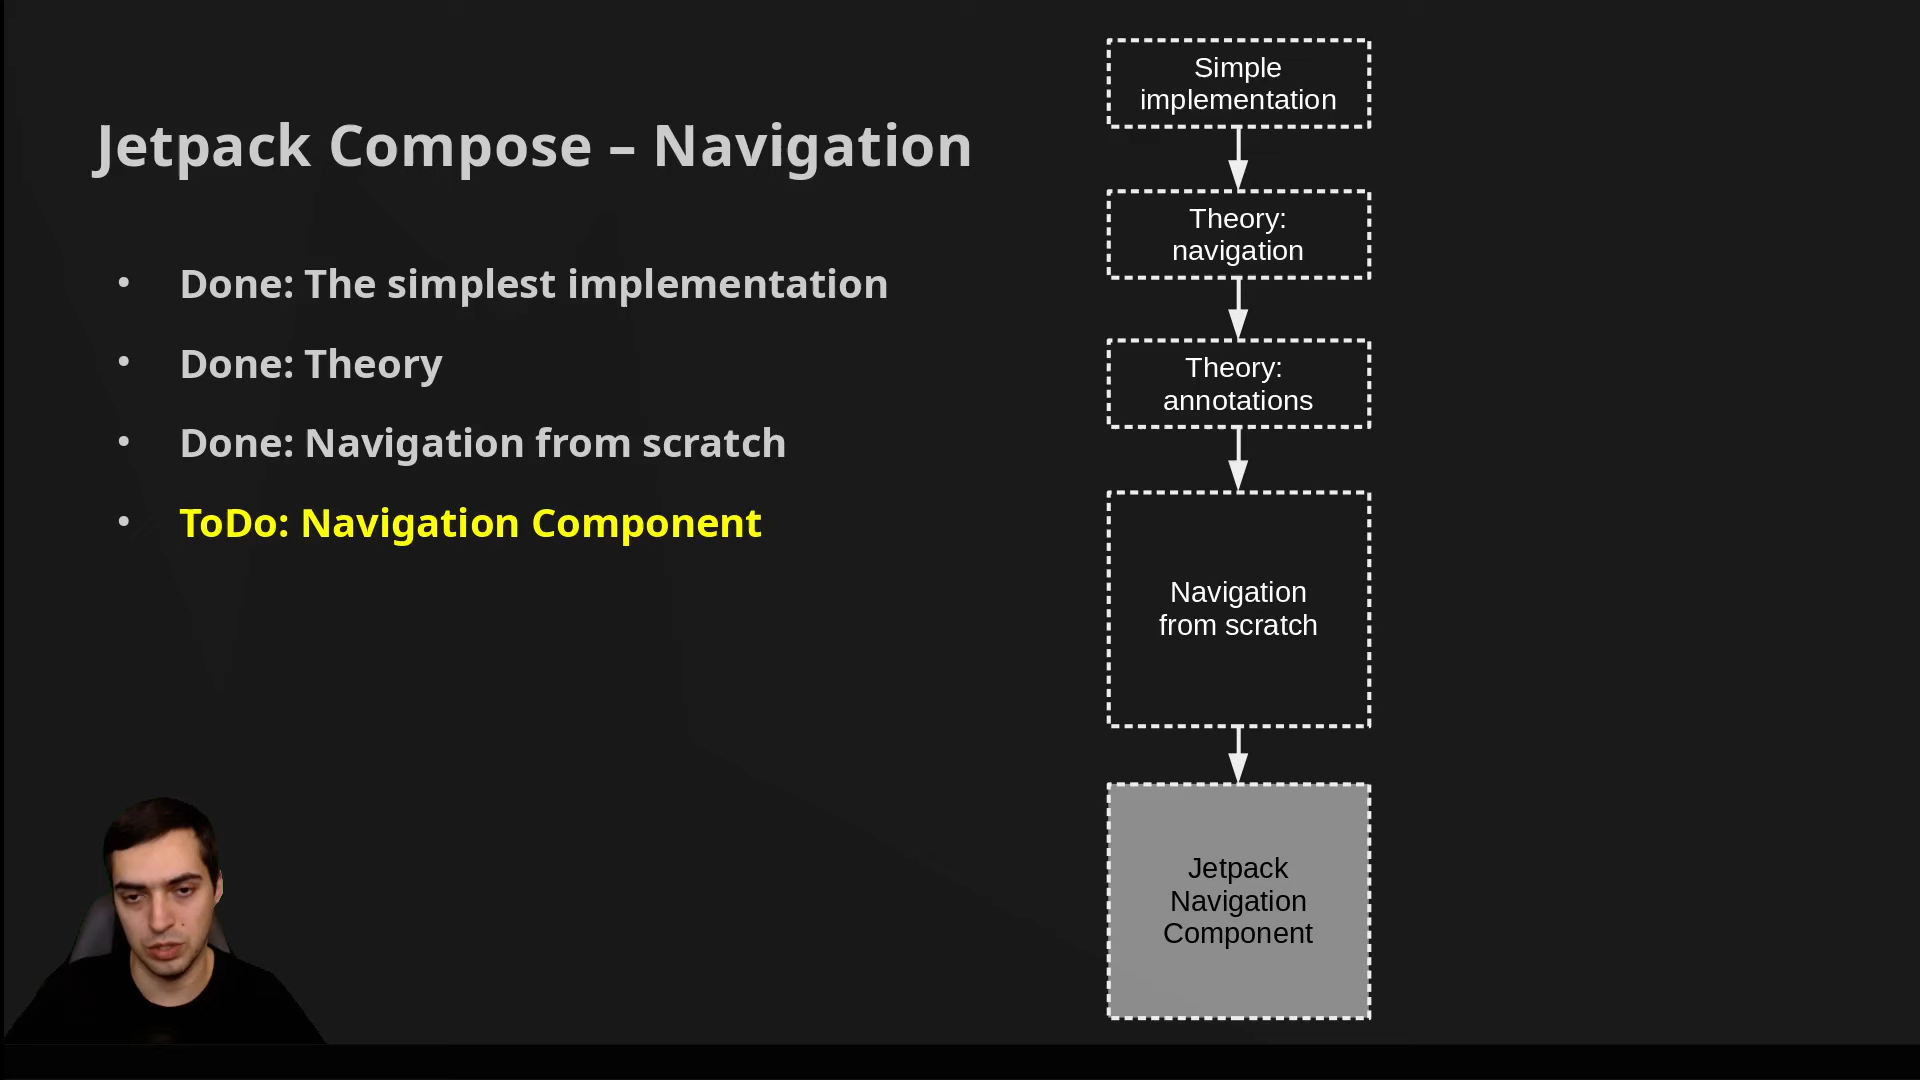 Jetpack Compose – Navigation
• Done: The simplest implementation
• Done: Theory
• Done: Navigation from scratch
• ToDo: Navigation Component
Simple
implementation
Theory:
navigation
Theory:
annotations
Navigation
from scratch
Jetpack
Navigation
Component